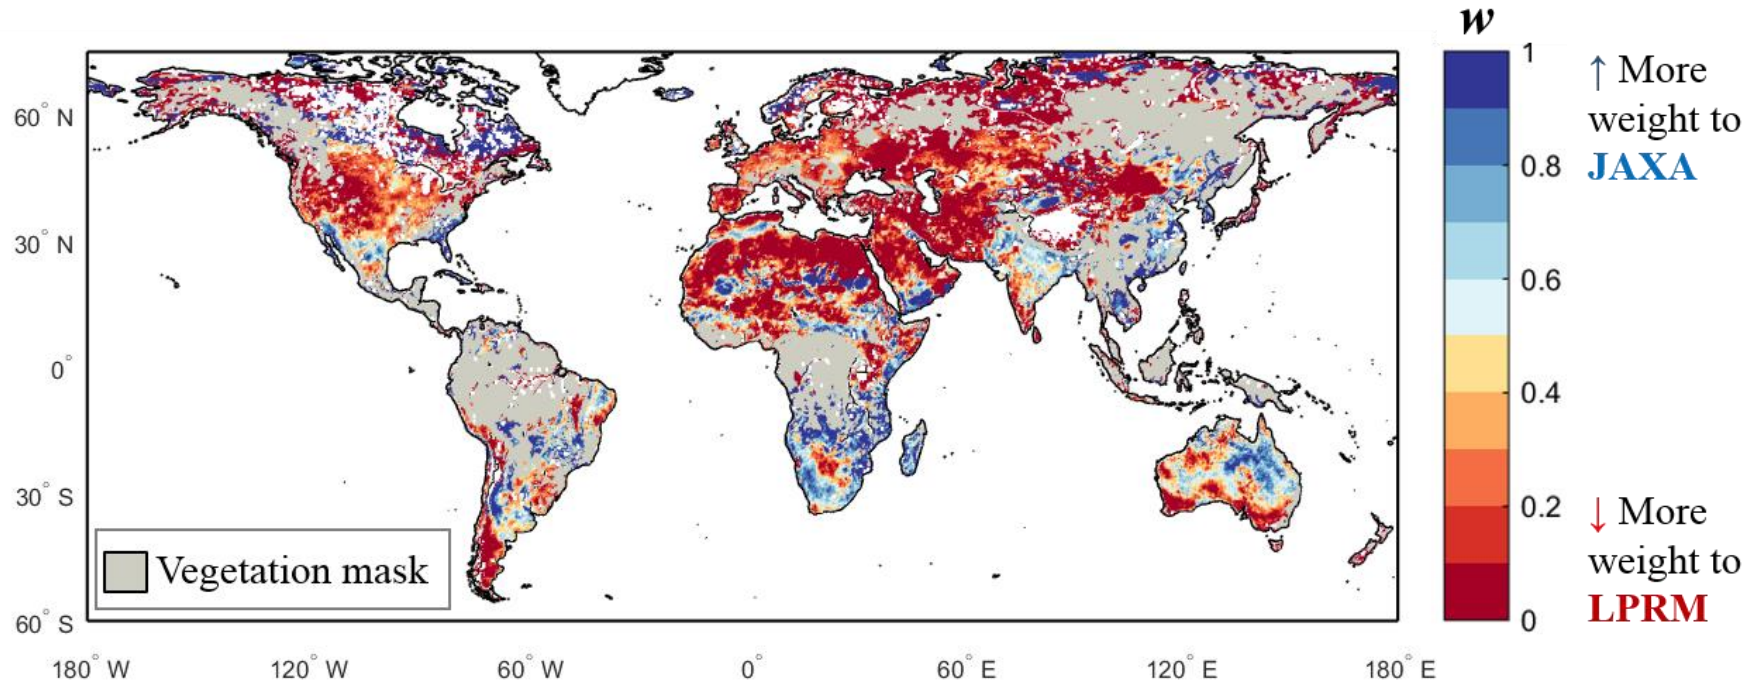 w
1
↑ More
weight to
JAXA
0.8
0.6
0.4
0.2
↓ More
weight to
LPRM
0
60° N
30° N
0°
30° S
60° S
Vegetation mask
180° W
120° W
60° W
0°
60° E
120° E
180° E